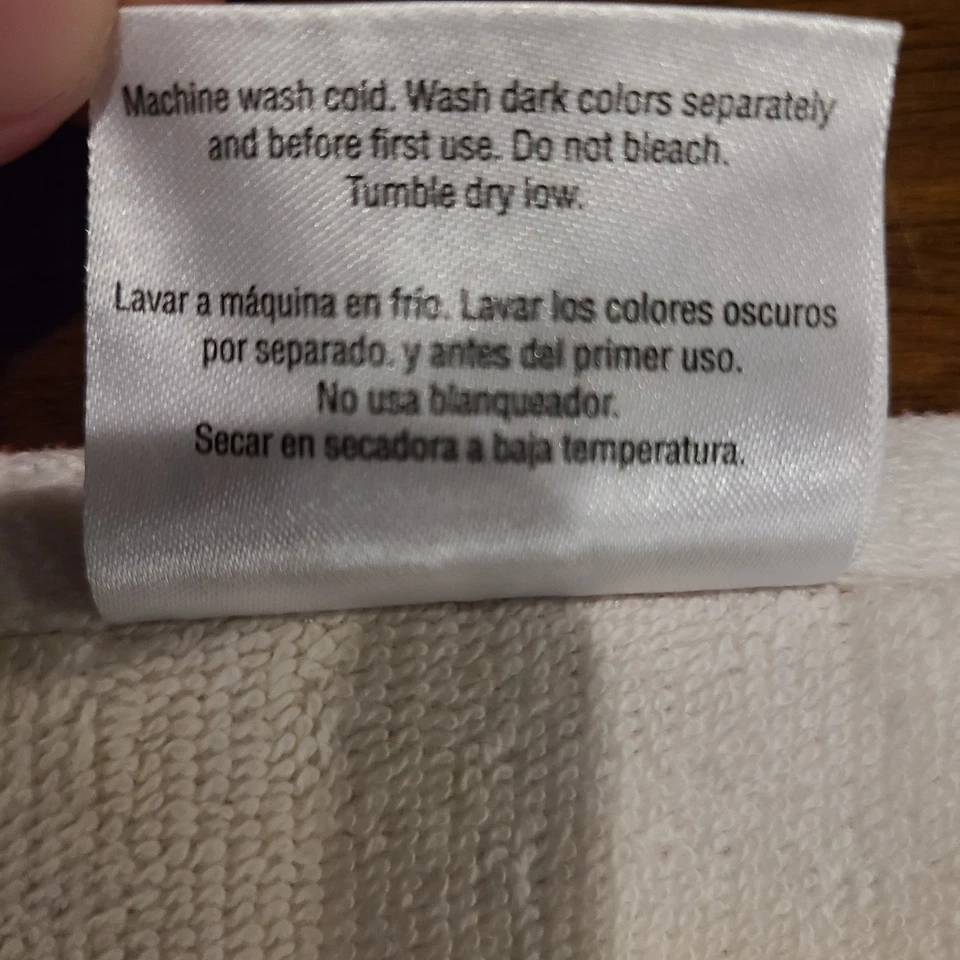 Machine wash cold. Wash dark colors separately
and before first use. Do not bleach.
Tumble dry low.
Lavar a máquina en frío. Lavar los colores oscuros
por separado. y antes del primer uso.
No usa blanqueador.
Secar en secadora a baja temperatura.